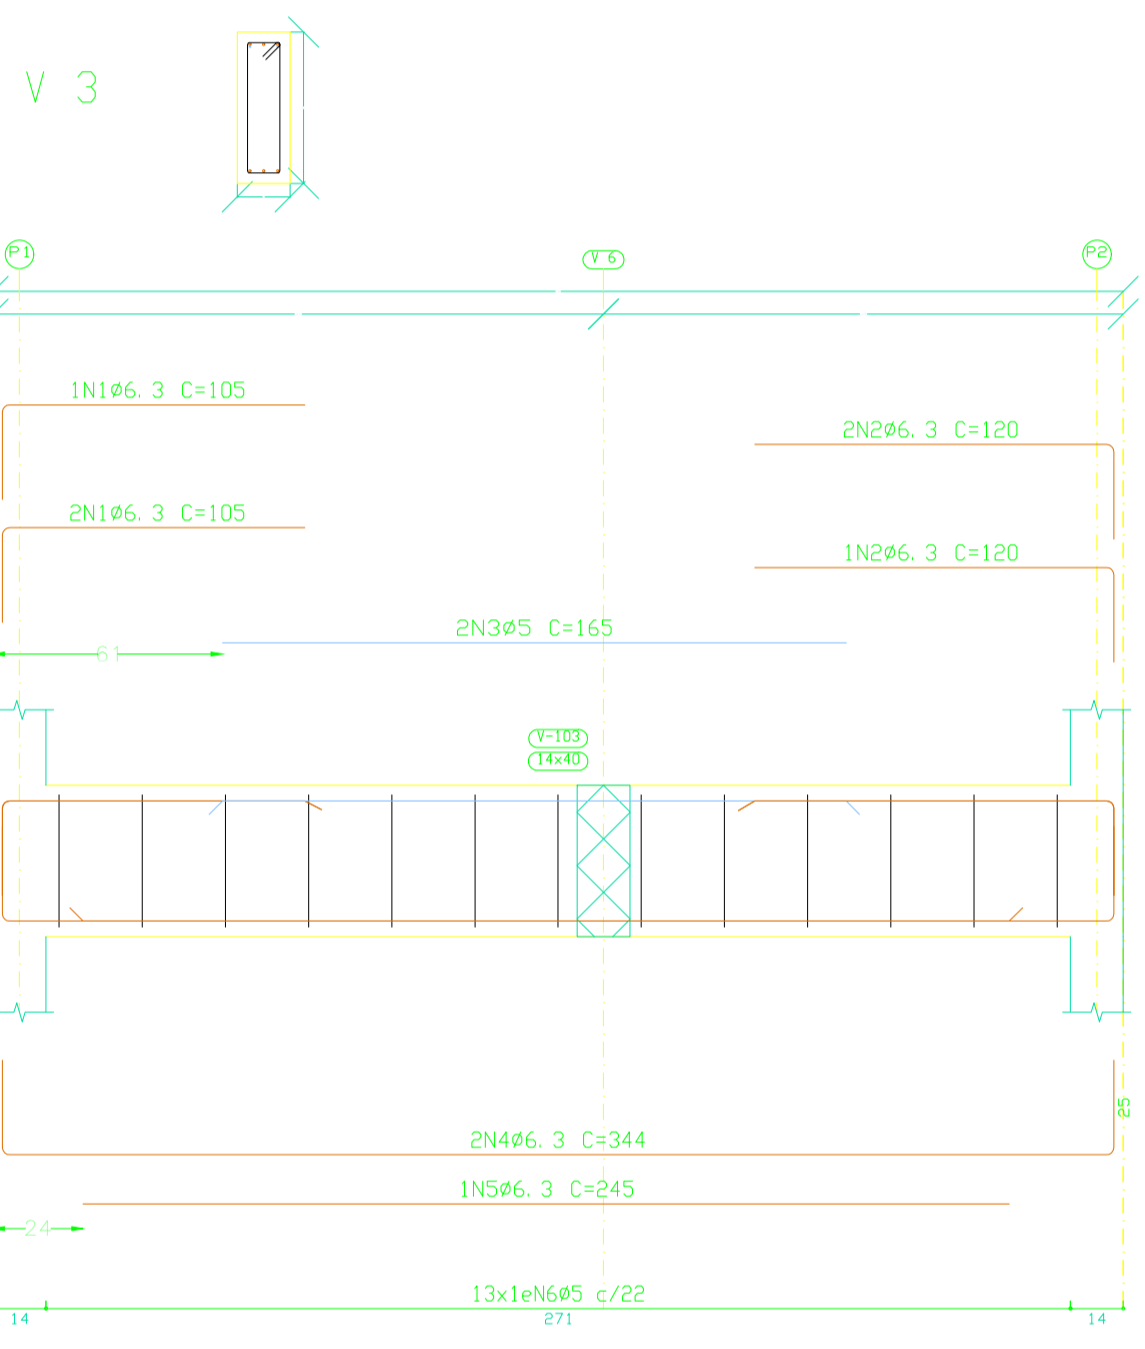 V 3
P1
V 6
P2
1N1ø6.3 C=105
2N2ø6.3 C=120
2N1ø6.3 C=105
1N2ø6.3 C=120
2N3ø5 C=165
61
V-103
14x40
25
2N4ø6.3 C=344
1N5ø6.3 C=245
24
13x1eN6ø5 c/22
14
271
14